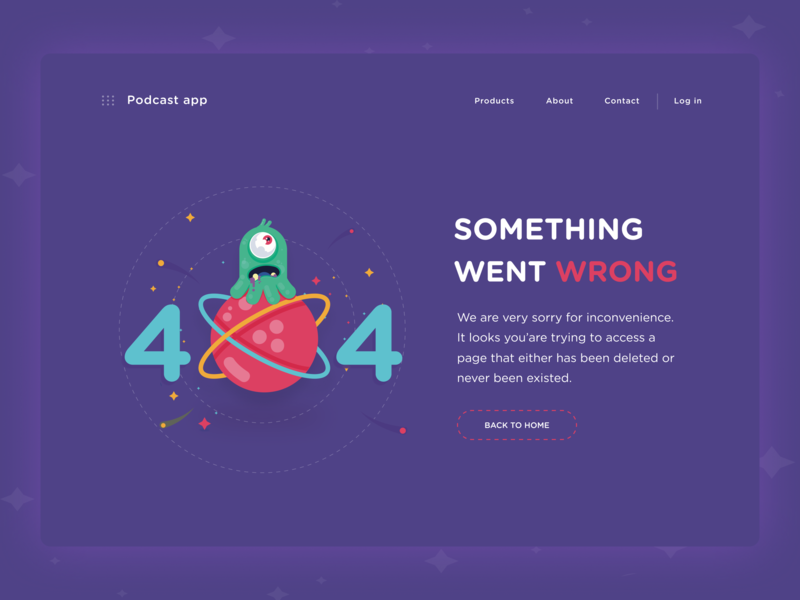 Podcast app
Products About Contact Log in
4 4
SOMETHING
WENT WRONG
We are very sorry for inconvenience.
It looks you'are trying to access a
page that either has been deleted or
never been existed.
BACK TO HOME